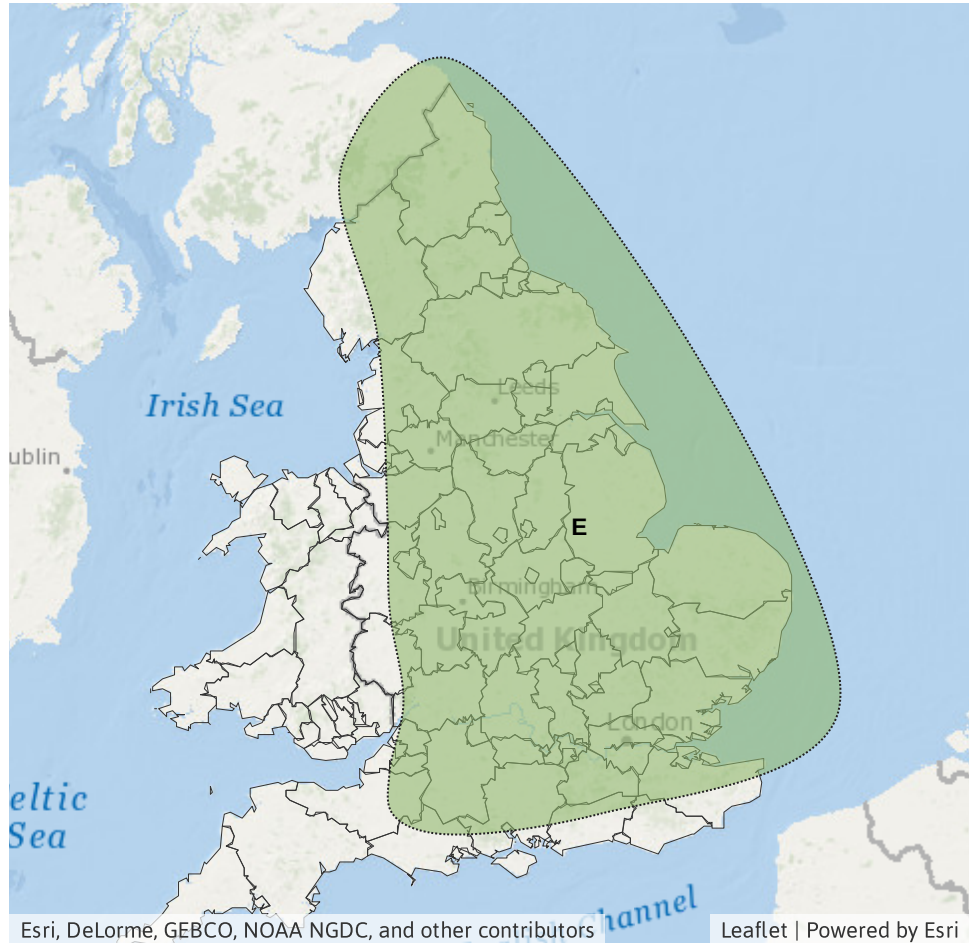 Leeds
Irish Sea
Manchester
ublin
E
Birmingham
United Kingdom
London
eltic
Sea
Channel
Esri, DeLorme, GEBCO, NOAA NGDC, and other contributors
Leaflet | Powered by Esri